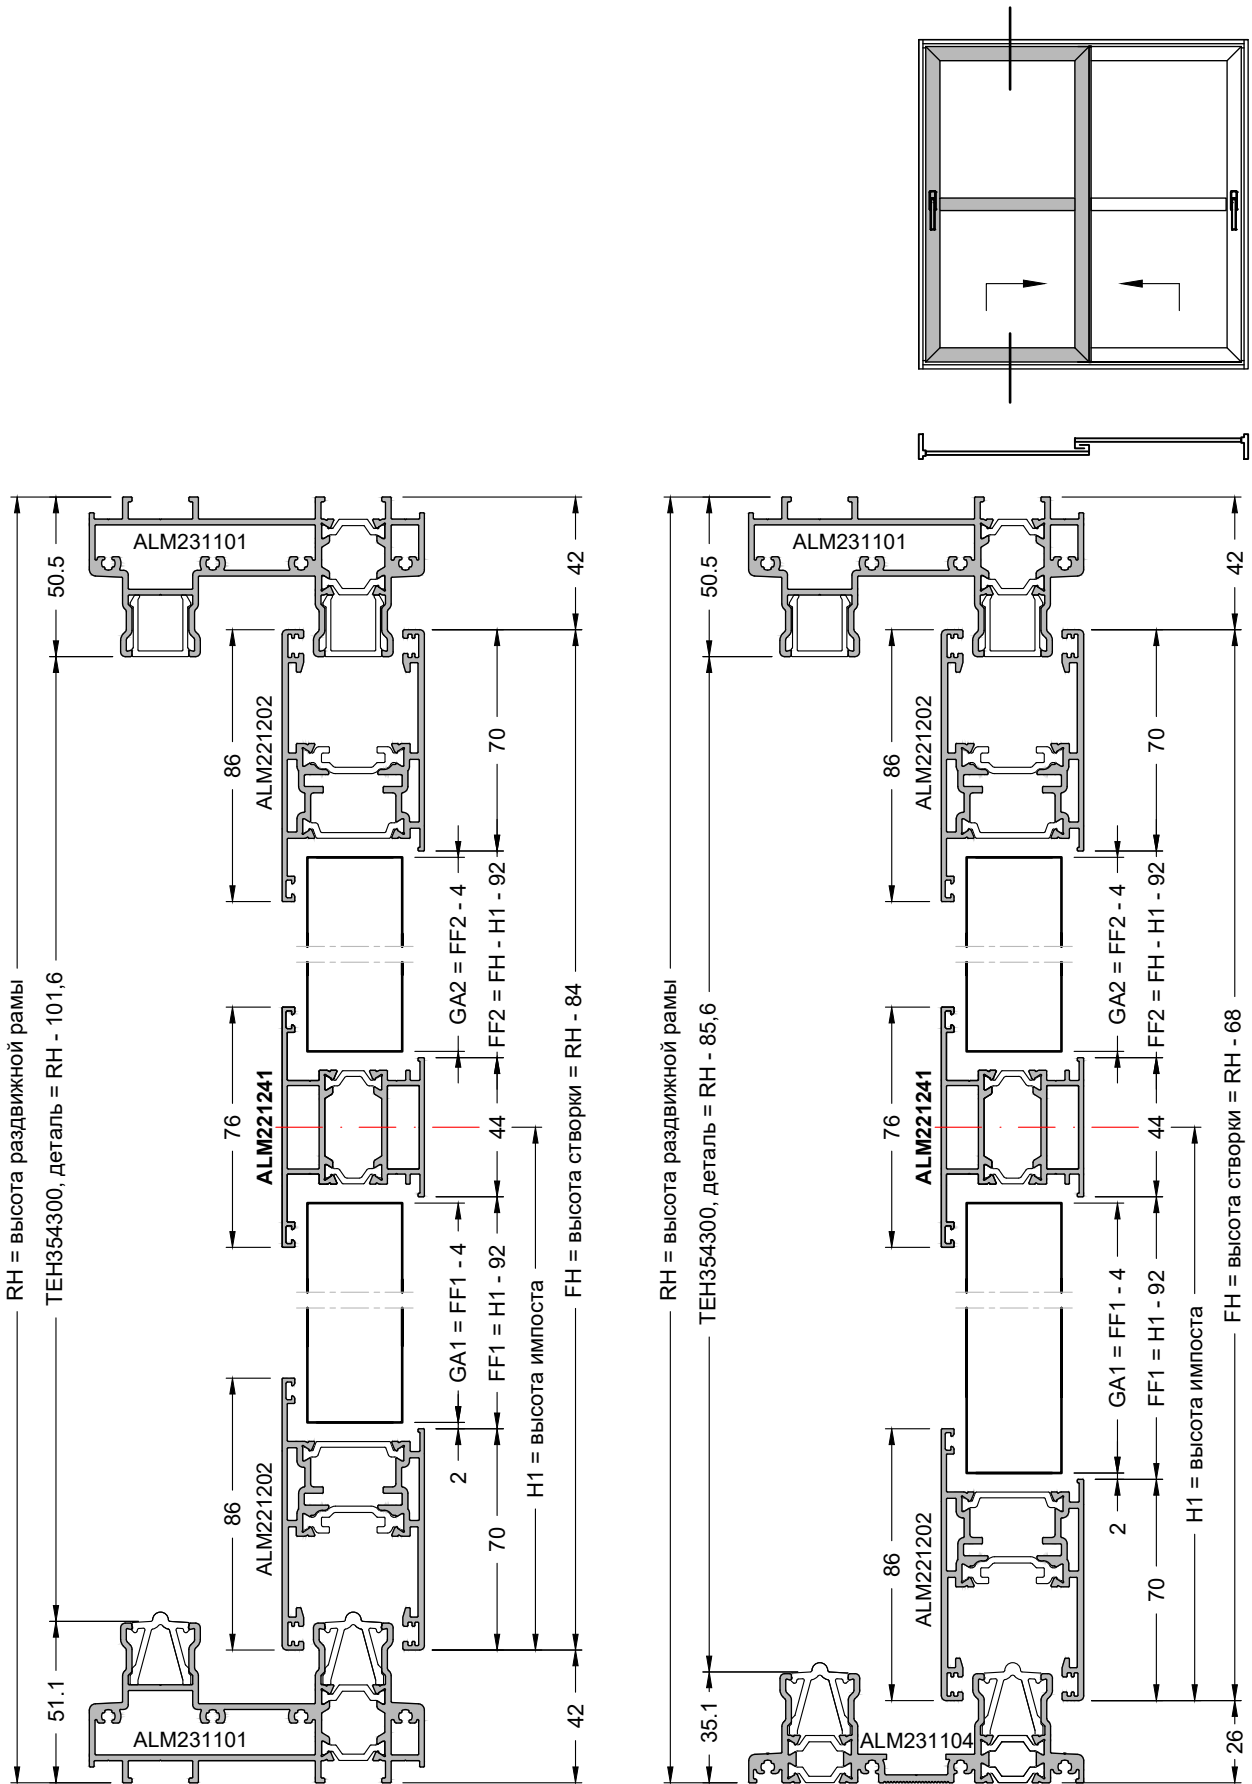 RH = высота раздвижной рамы
50.5
ТЕН354300, деталь = RH - 101,6
51.1
ALM231101
86
ALM221202
76
ALM221241
86
ALM221202
ALM231101
42
70
GA2 = FF2 - 4
FF2 = FH - H1 - 92
44
GA1 = FF1 - 4
FF1 = H1 - 92
2
70
H1 = высота импоста
FH = высота створки = RH - 84
42
RH = высота раздвижной рамы
50.5
ТЕН354300, деталь = RH - 85,6
35.1
ALM231101
86
ALM221202
76
ALM221241
86
ALM221202
ALM231104
42
70
GA2 = FF2 - 4
FF2 = FH - H1 - 92
44
GA1 = FF1 - 4
FF1 = H1 - 92
2
70
H1 = высота импоста
FH = высота створки = RH - 68
26